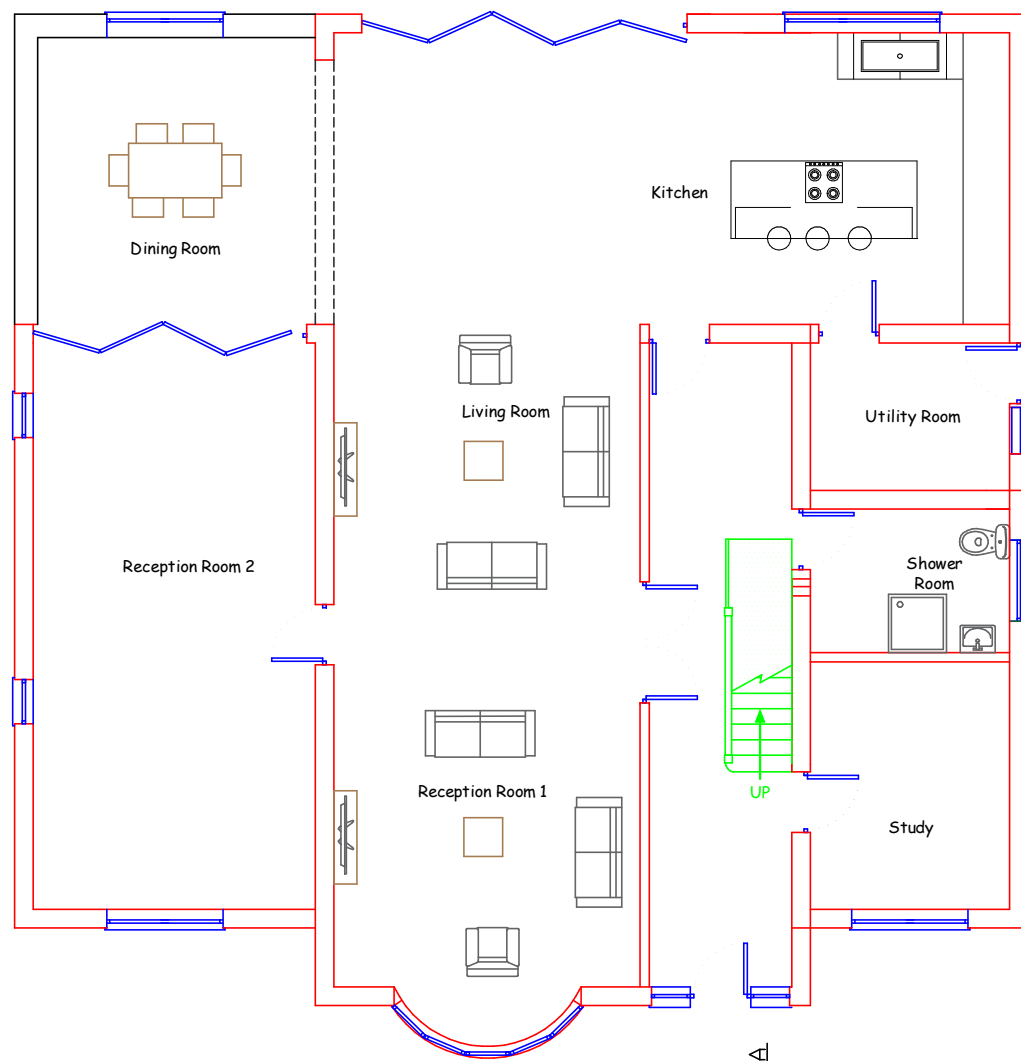 Kitchen
Dining Room
Living Room
Utility Room
Reception Room 2
Shower
Room
Reception Room 1
UP
Study
A